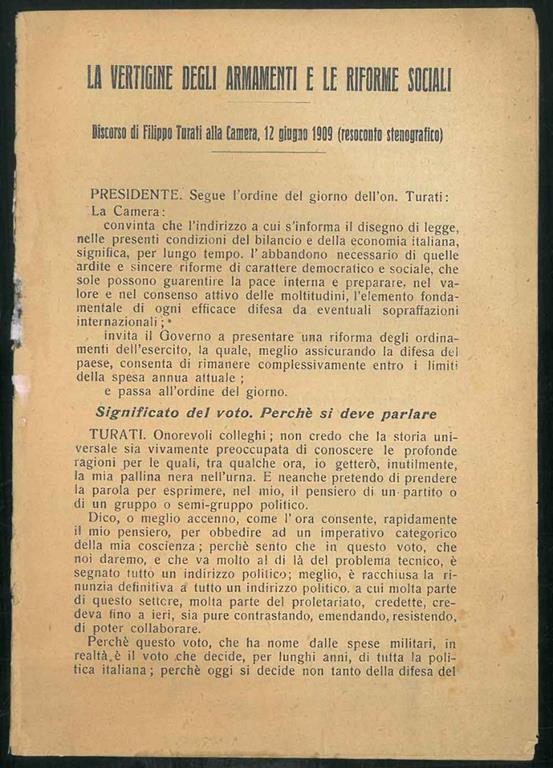 LA VERTIGINE DEGLI ARMAMENTI E LE RIFORME SOCIALI
Discorso di Filippo Turati alla Camera, 12 giugno 1909 (resoconto stenografico)
PRESIDENTE. Segue l'ordine del giorno dell'on. Turati:
La Camera:
convinta che l'indirizzo a cui s'informa il disegno di legge,
nelle presenti condizioni del bilancio e della economia italiana,
significa, per lungo tempo. l'abbandono necessario di quelle
ardite e sincere riforme di carattere democratico e sociale, che
sole possono guarentire la pace interna e preparare, nel va-
lore e nel consenso attivo delle moltitudini, l'elemento fonda-
mentale di ogni efficace difesa da eventuali sopraffazioni
internazionali;
invita il Governo a presentare una riforma degli ordina-
menti dell'esercito, la quale, meglio assicurando la difesa del
paese, consenta di rimanere complessivamente entro i limiti
della spesa annua attuale;
e passa all'ordine del giorno.
Significato del voto. Perchè si deve parlare
TURATI. Onorevoli colleghi; non credo che la storia uni-
versale sia vivamente preoccupata di conoscere le profonde
ragioni per le quali, tra qualche ora, io getterò, inutilmente,
la mia pallina nera nell'urna. E neanche pretendo di prendere
la parola per esprimere, nel mio, il pensiero di un partito o
di un gruppo o semi-gruppo politico.
Dico, o meglio accenno, come l'ora consente, rapidamente
il mio pensiero, per obbedire ad un imperativo categorico
della mia coscienza; perchè sento che in questo voto, che
noi daremo, e che va molto al di là del problema tecnico, è
segnato tutto un indirizzo politico; meglio, è racchiusa la ri-
nunzia definitiva a tutto un indirizzo politico. a cui molta parte
di questo settore, molta parte del proletariato, credette, cre-
deva fino a ieri, sia pure contrastando, emendando, resistendo,
di poter collaborare.
Perchè questo voto, che ha nome dalle spese militari, in
realtà è il voto che decide, per lunghi anni, di tutta la poli-
tica italiana; perchè oggi si decide non tanto della difesa del